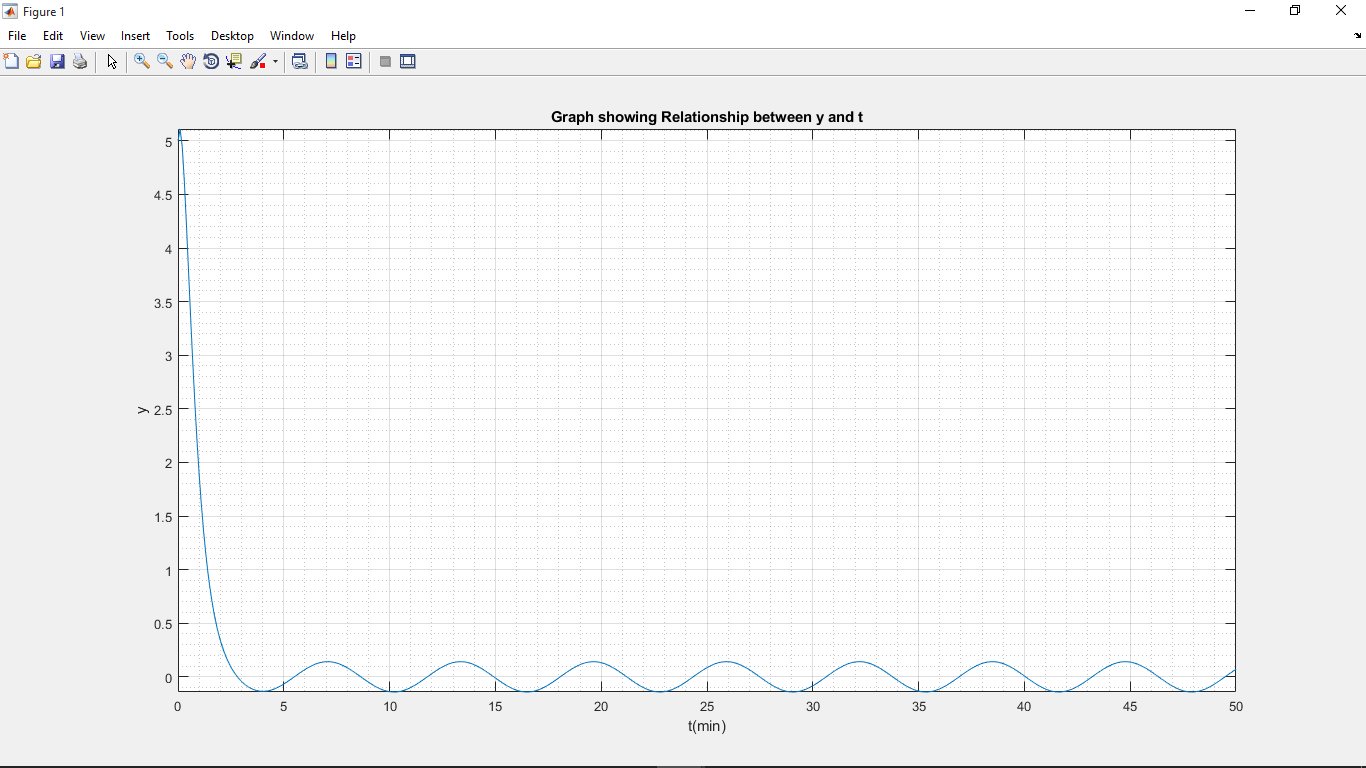 Figure 1
File Edit View Insert Tools Desktop Window Help
Graph showing Relationship between y and t
5
4.5
4
3.5
3
2.5
2
1.5
1
0.5
0
y
0 5 10 15 20 25 30 35 40 45 50
t(min)